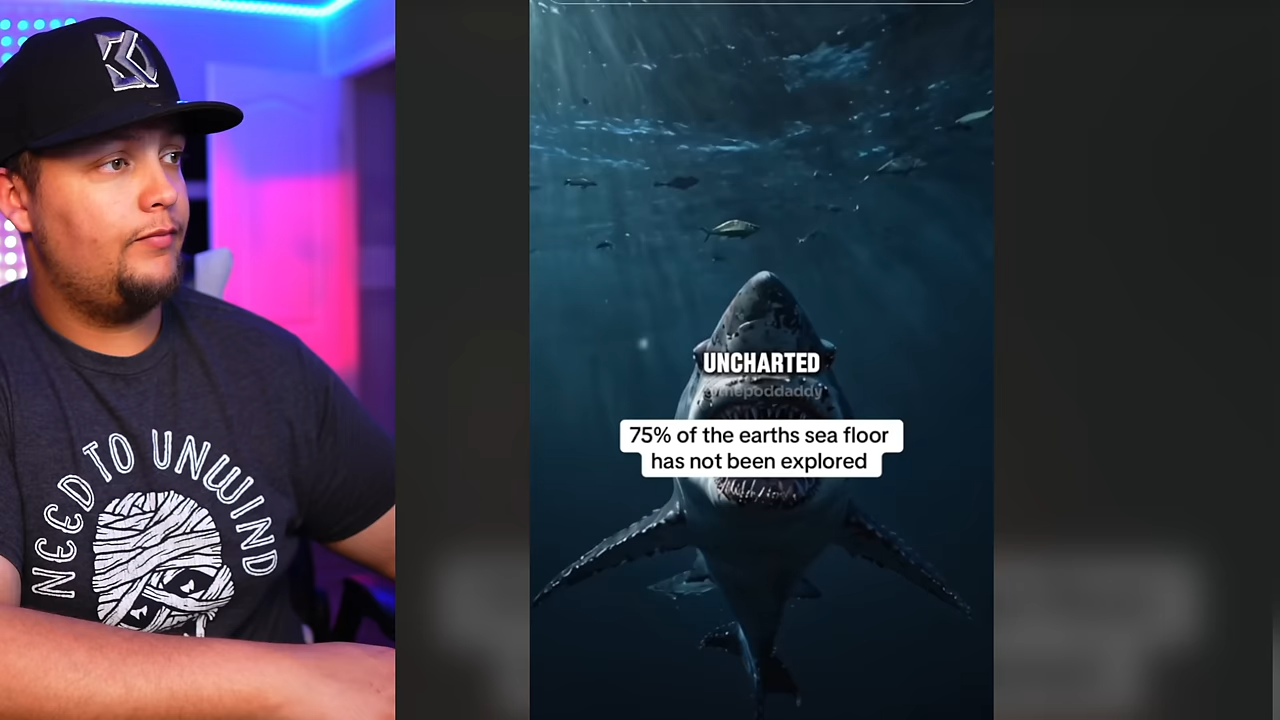 NEED TO UNWIND
UNCHARTED
75% of the earths sea floor
has not been explored